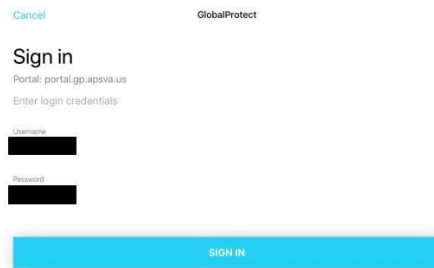 Cancel
GlobalProtect
Sign in
Portal: portal.gp.apsva.us
Enter login credentials
Username
Password
SIGN IN